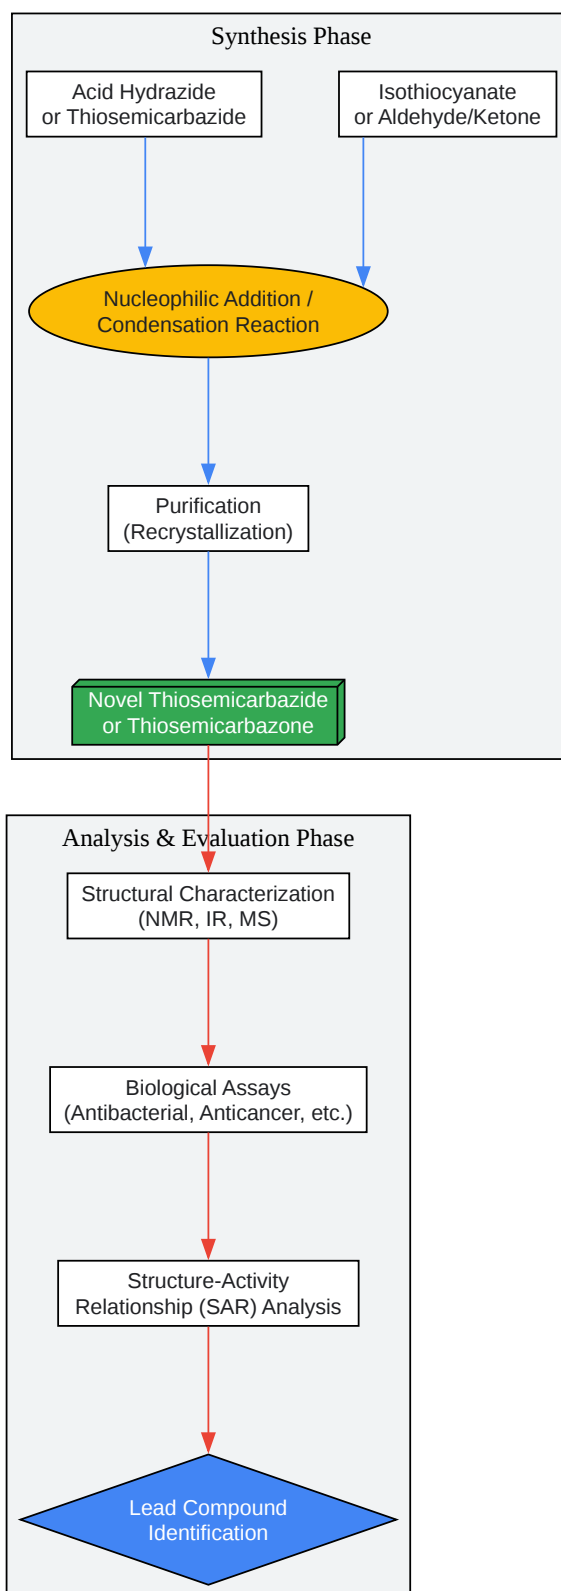 Synthesis Phase
Acid Hydrazide
or Thiosemicarbazide
Isothiocyanate
or Aldehyde/Ketone
Nucleophilic Addition /
Condensation Reaction
Purification
(Recrystallization)
Novel Thiosemicarbazide
or Thiosemicarbazone
Analysis & Evaluation Phase
Structural Characterization
(NMR, IR, MS)
Biological Assays
(Antibacterial, Anticancer, etc.)
Structure-Activity
Relationship (SAR) Analysis
Lead Compound
Identification